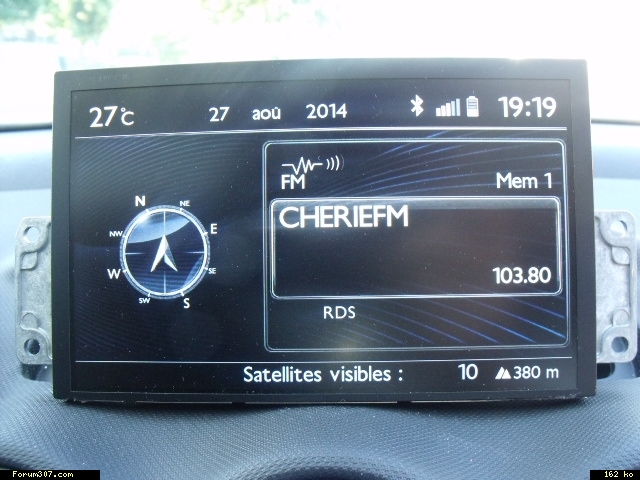 27°C 27 aoû 2014 19:19
FM Mem 1
CHERIEFM
103.80
RDS
N
NE
E
SE
S
SW
W
NW
Satellites visibles : 10 380 m
Forum307.com 162 ko